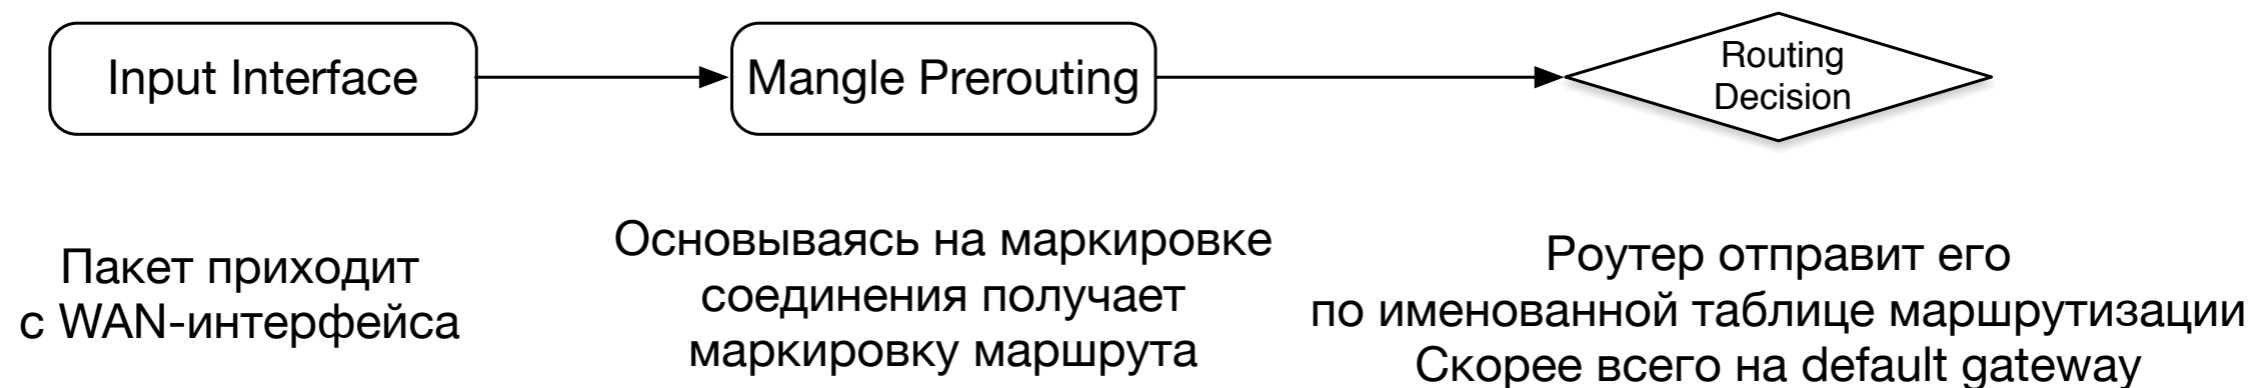 Input Interface
Mangle Prerouting
Routing
Decision
Пакет приходит
с WAN-интерфейса
Основываясь на маркировке
соединения получает
маркировку маршрута
Роутер отправит его
по именованной таблице маршрутизации
Скорее всего на default gateway